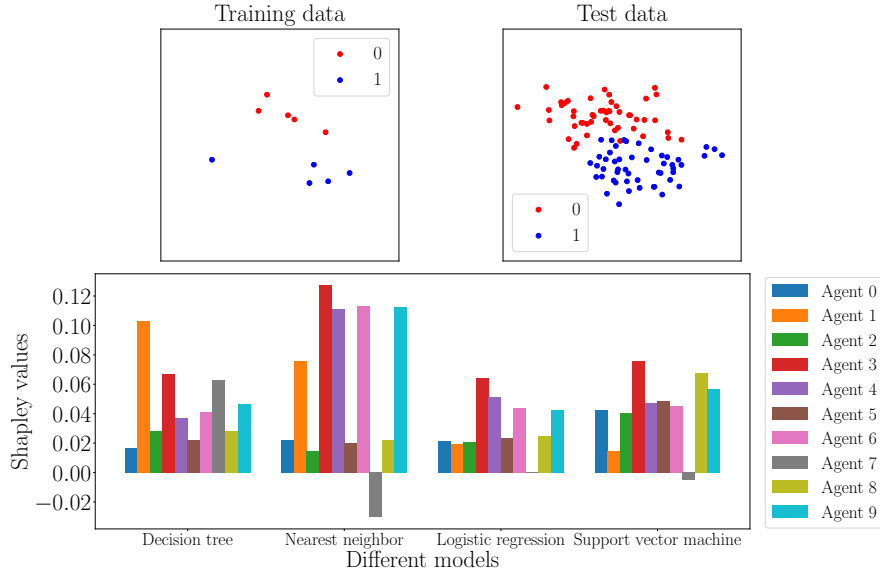 Training data
Test data
0
1
0
1
Shapley values
0.12
0.10
0.08
0.06
0.04
0.02
0.00
−0.02
Decision tree
Nearest neighbor
Logistic regression
Support vector machine
Different models
Agent 0
Agent 1
Agent 2
Agent 3
Agent 4
Agent 5
Agent 6
Agent 7
Agent 8
Agent 9